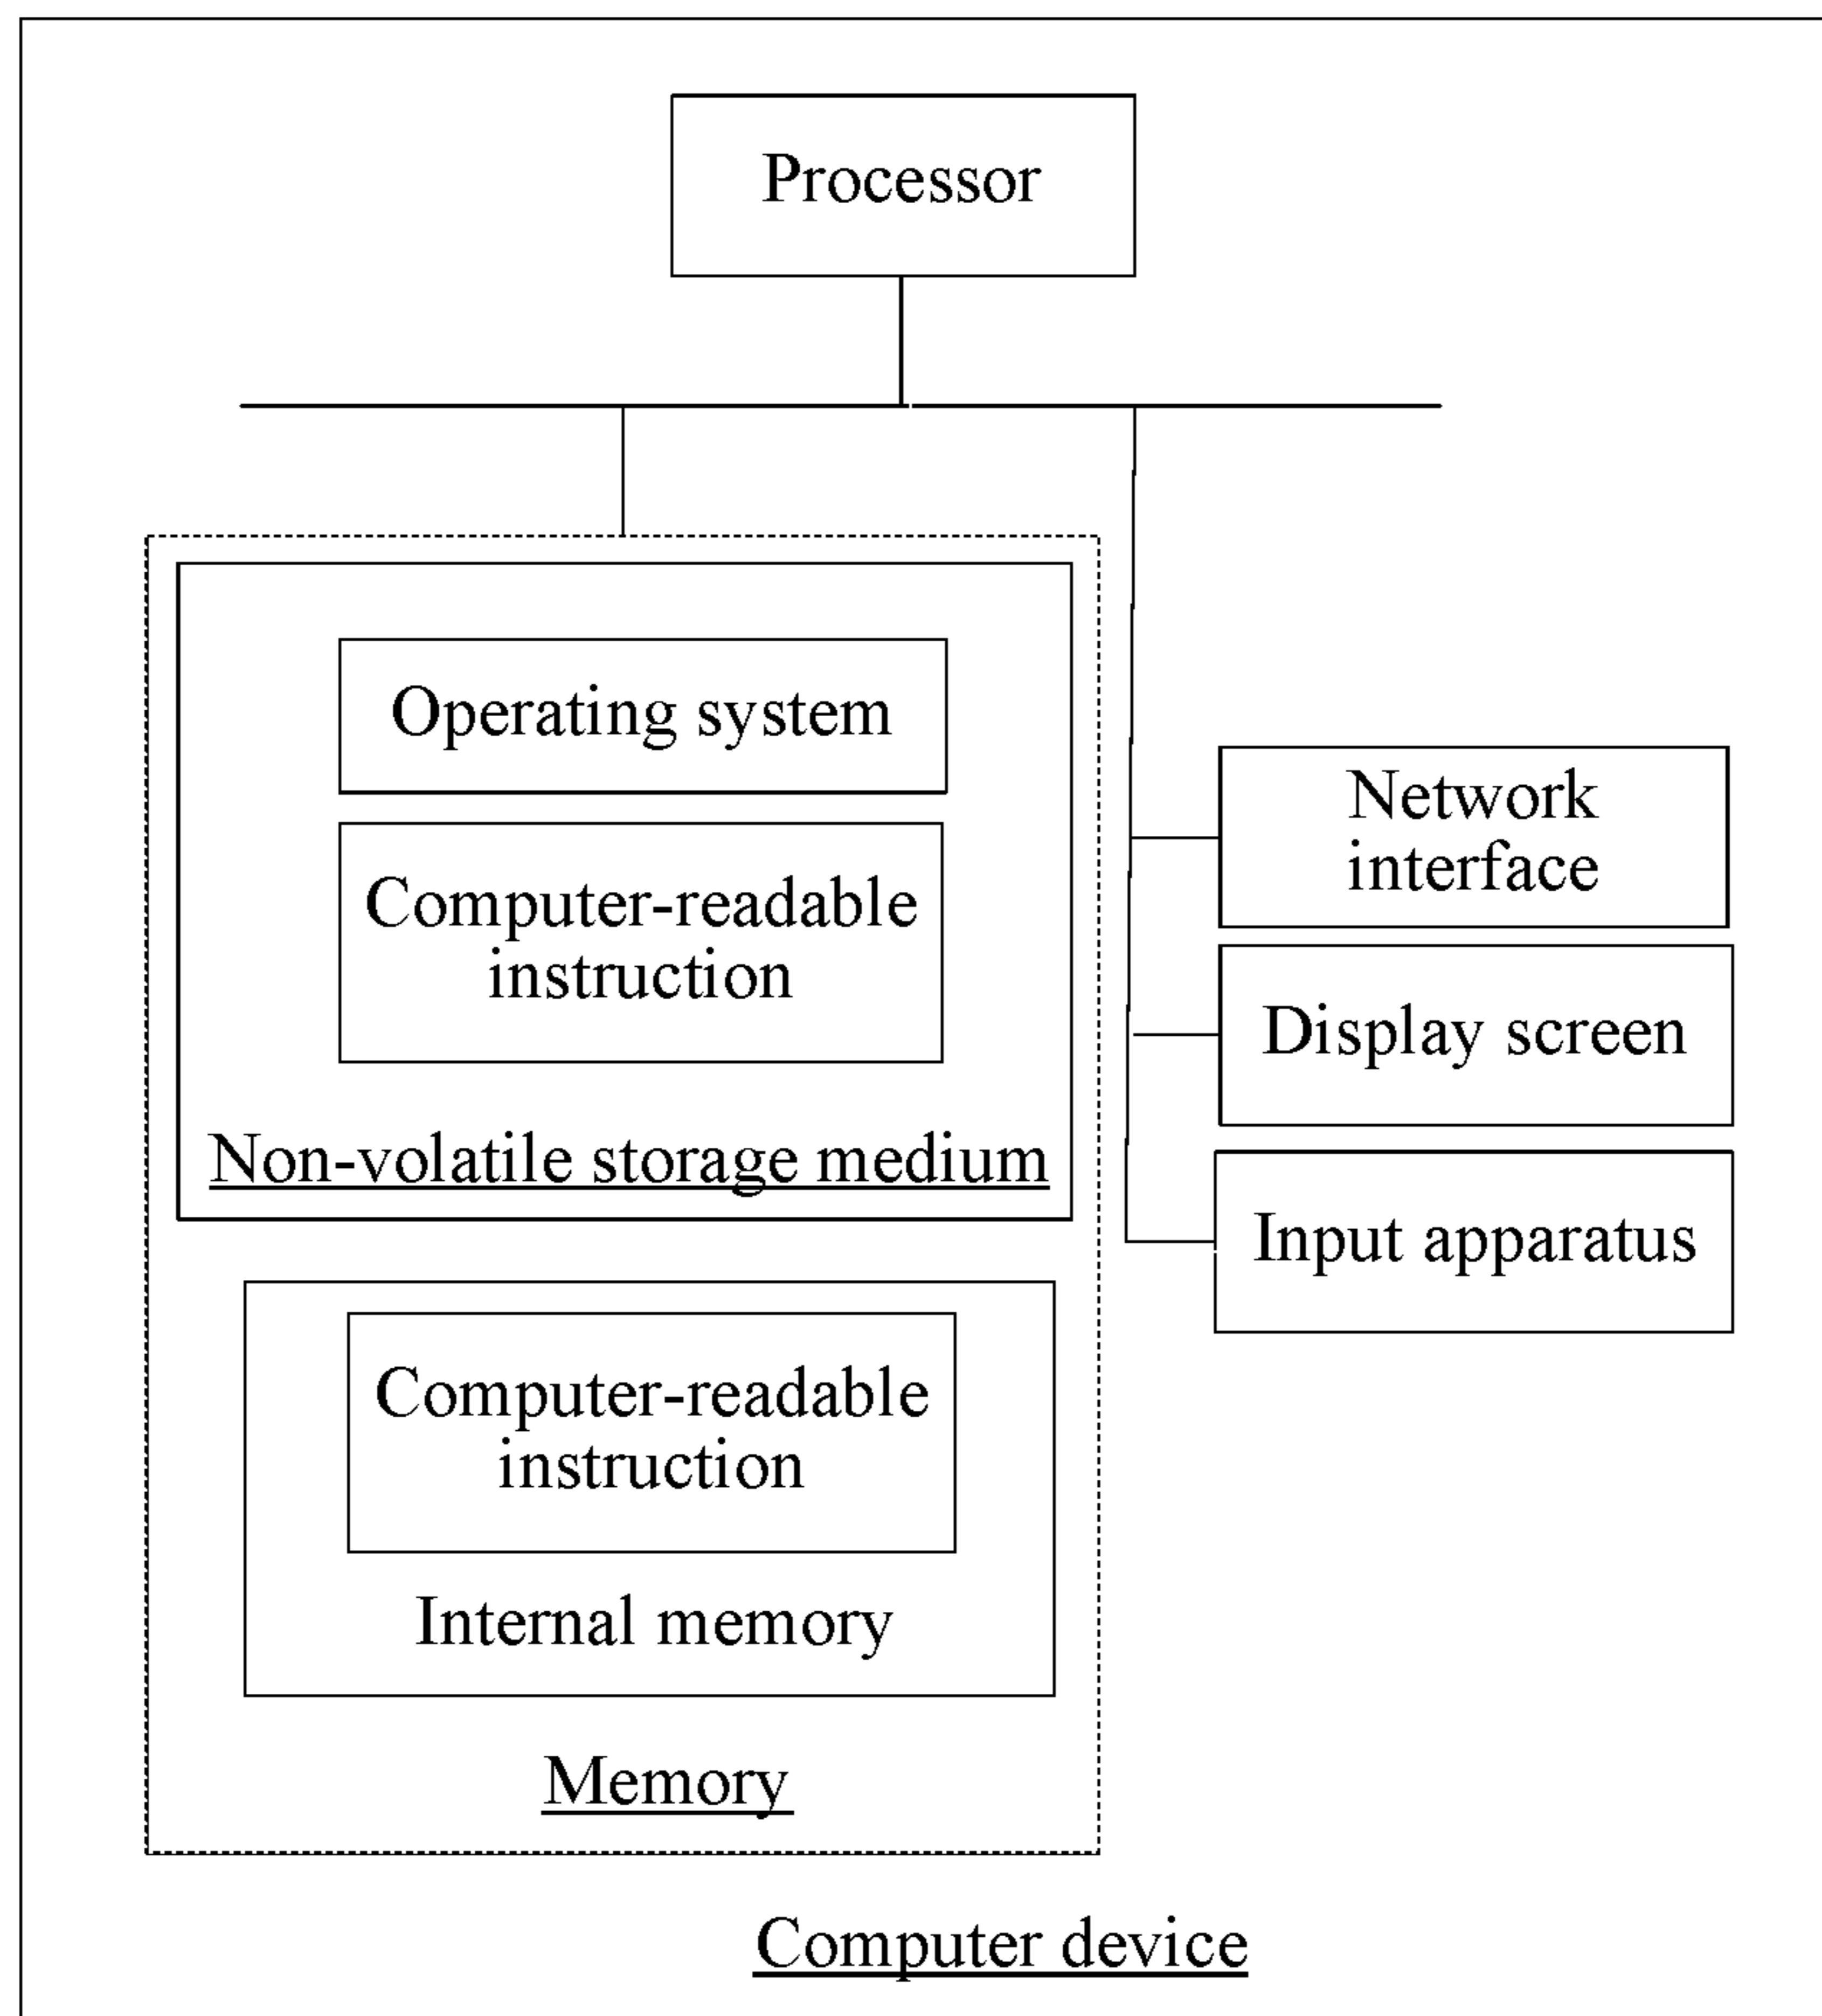 Processor
Operating system
Computer-readable
instruction
Non-volatile storage medium
Computer-readable
instruction
Internal memory
Memory
Network
interface
Display screen
Input apparatus
Computer device